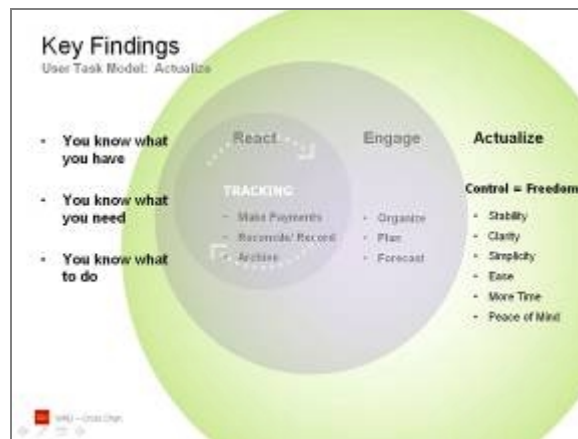 Key Findings
User Task Model: Actualize
• You know what
you have
• You know what
you need
• You know what
to do
React
TRACKING
• Make Payments
• Reconcile/ Record
• Archive
Engage
• Organize
• Plan
• Forecast
Actualize
Control = Freedom
• Stability
• Clarity
• Simplicity
• Ease
• More Time
• Peace of Mind